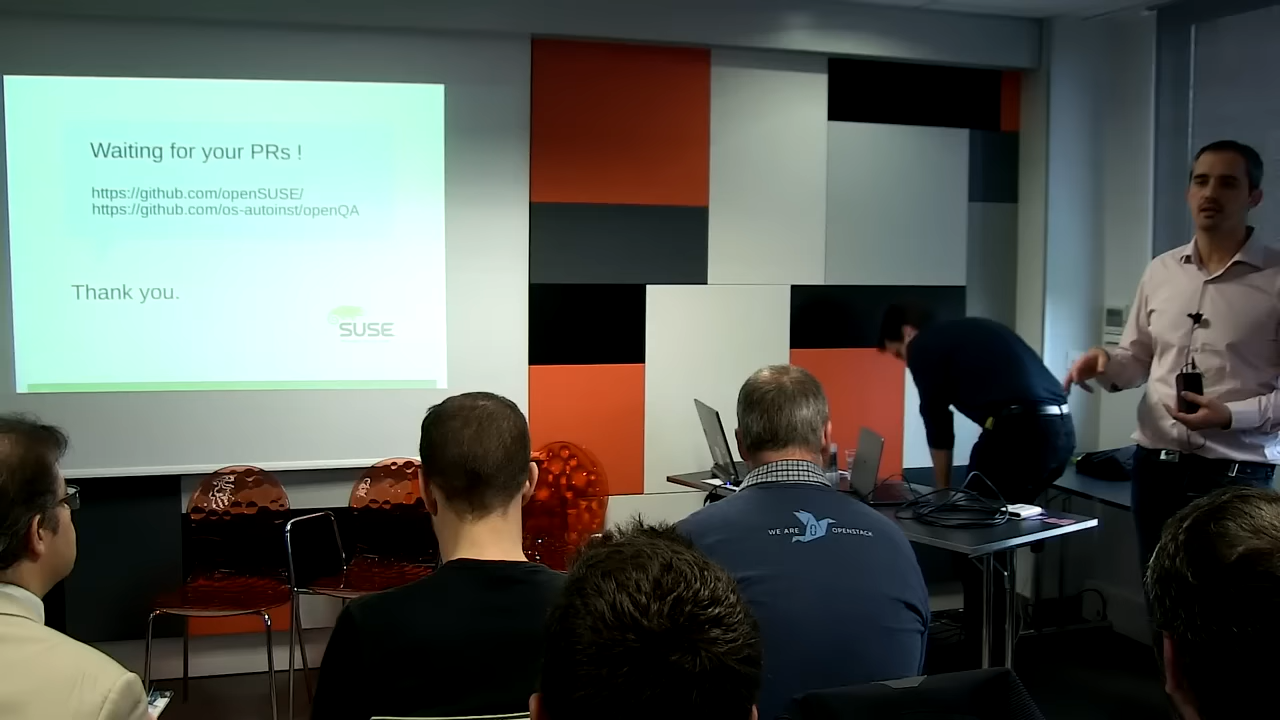 Waiting for your PRs !
https://github.com/openSUSE/
https://github.com/os-autoinst/openQA
Thank you.
SUSE
WE ARE OPENSTACK